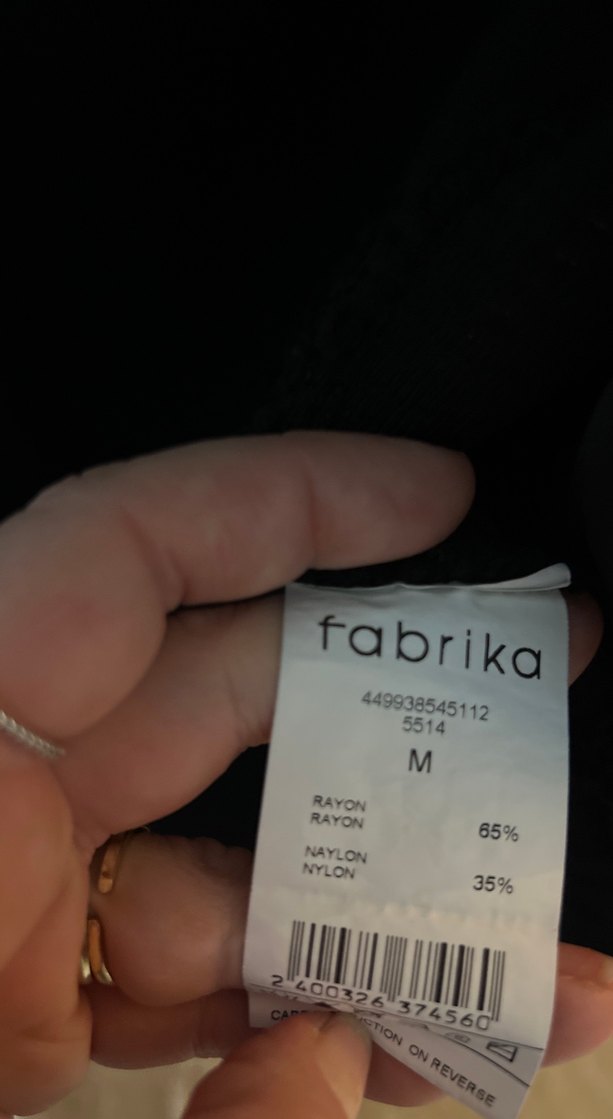 fabrika
449938545112
5514
M
RAYON
RAYON 65%
NAYLON
NYLON 35%
2 400326 374560
ON REVERSE